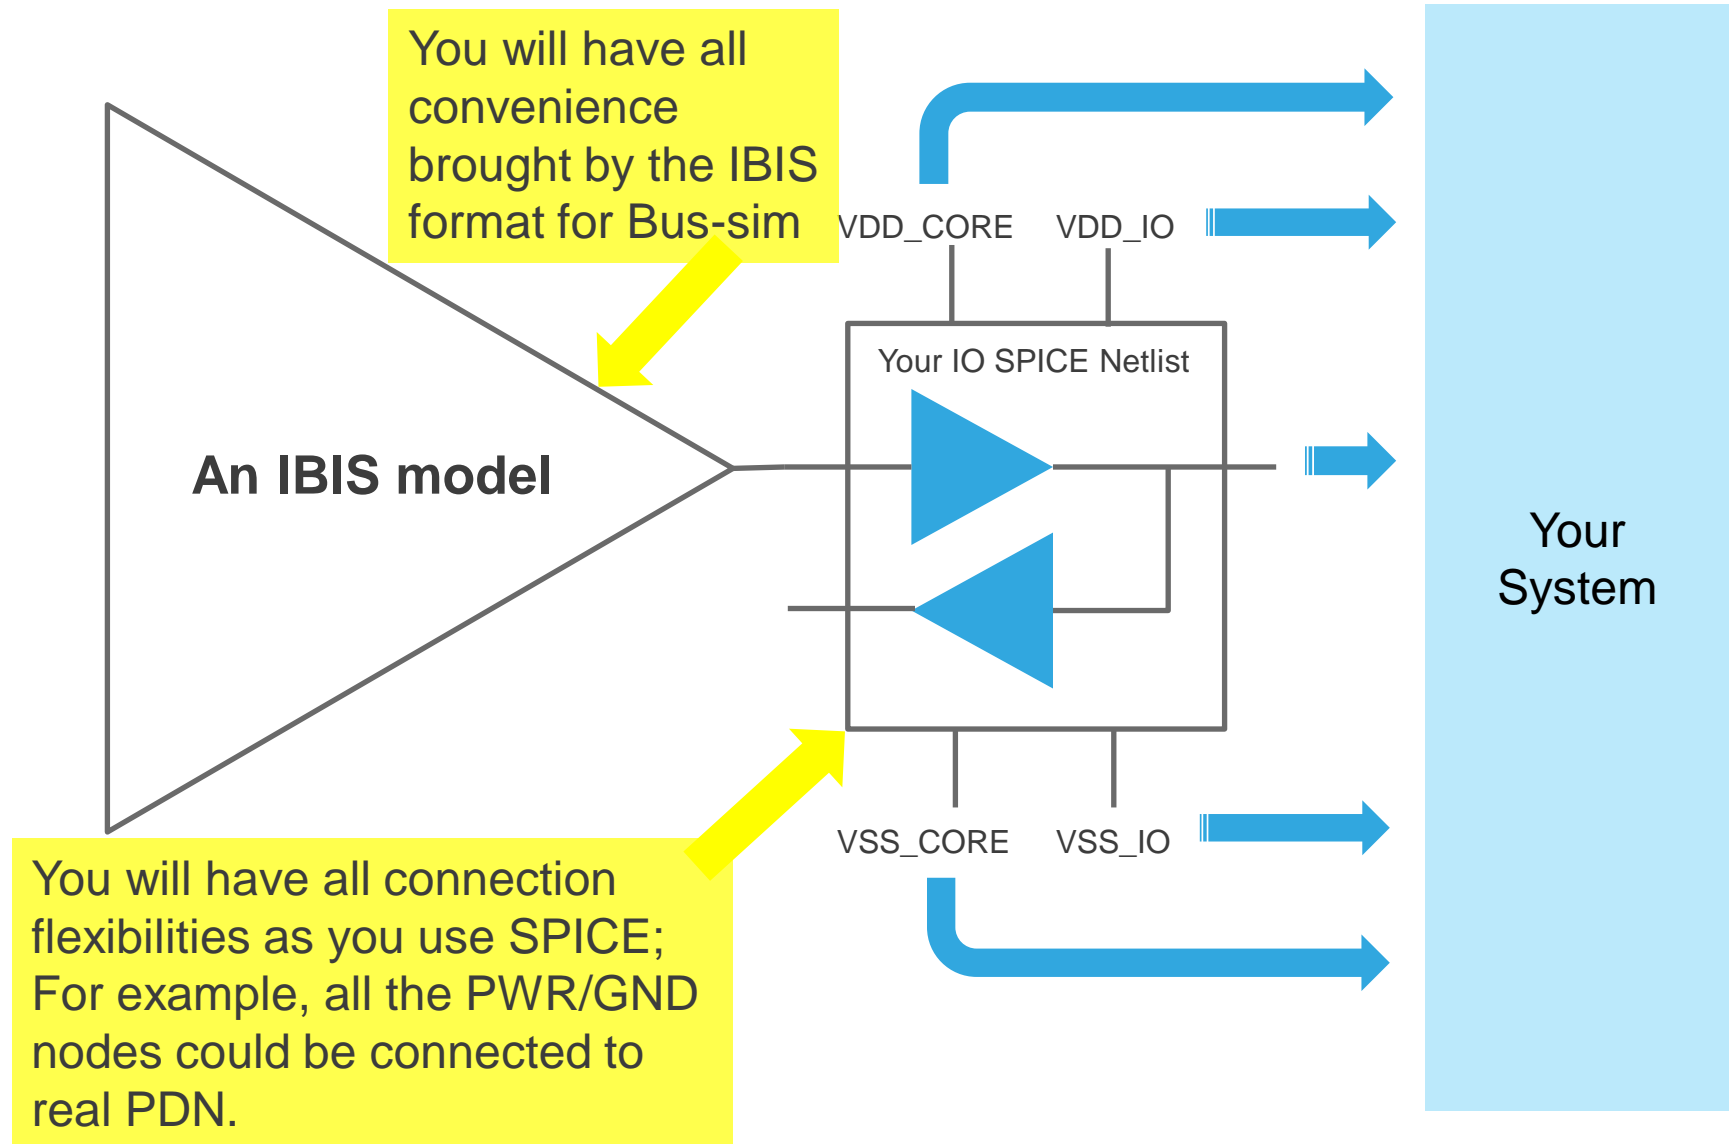 You will have all
convenience
brought by the IBIS
format for Bus-sim
VDD_CORE
VDD_IO
Your IO SPICE Netlist
An IBIS model
Your
System
VSS_CORE
VSS_IO
You will have all connection
flexibilities as you use SPICE;
For example, all the PWR/GND
nodes could be connected to
real PDN.